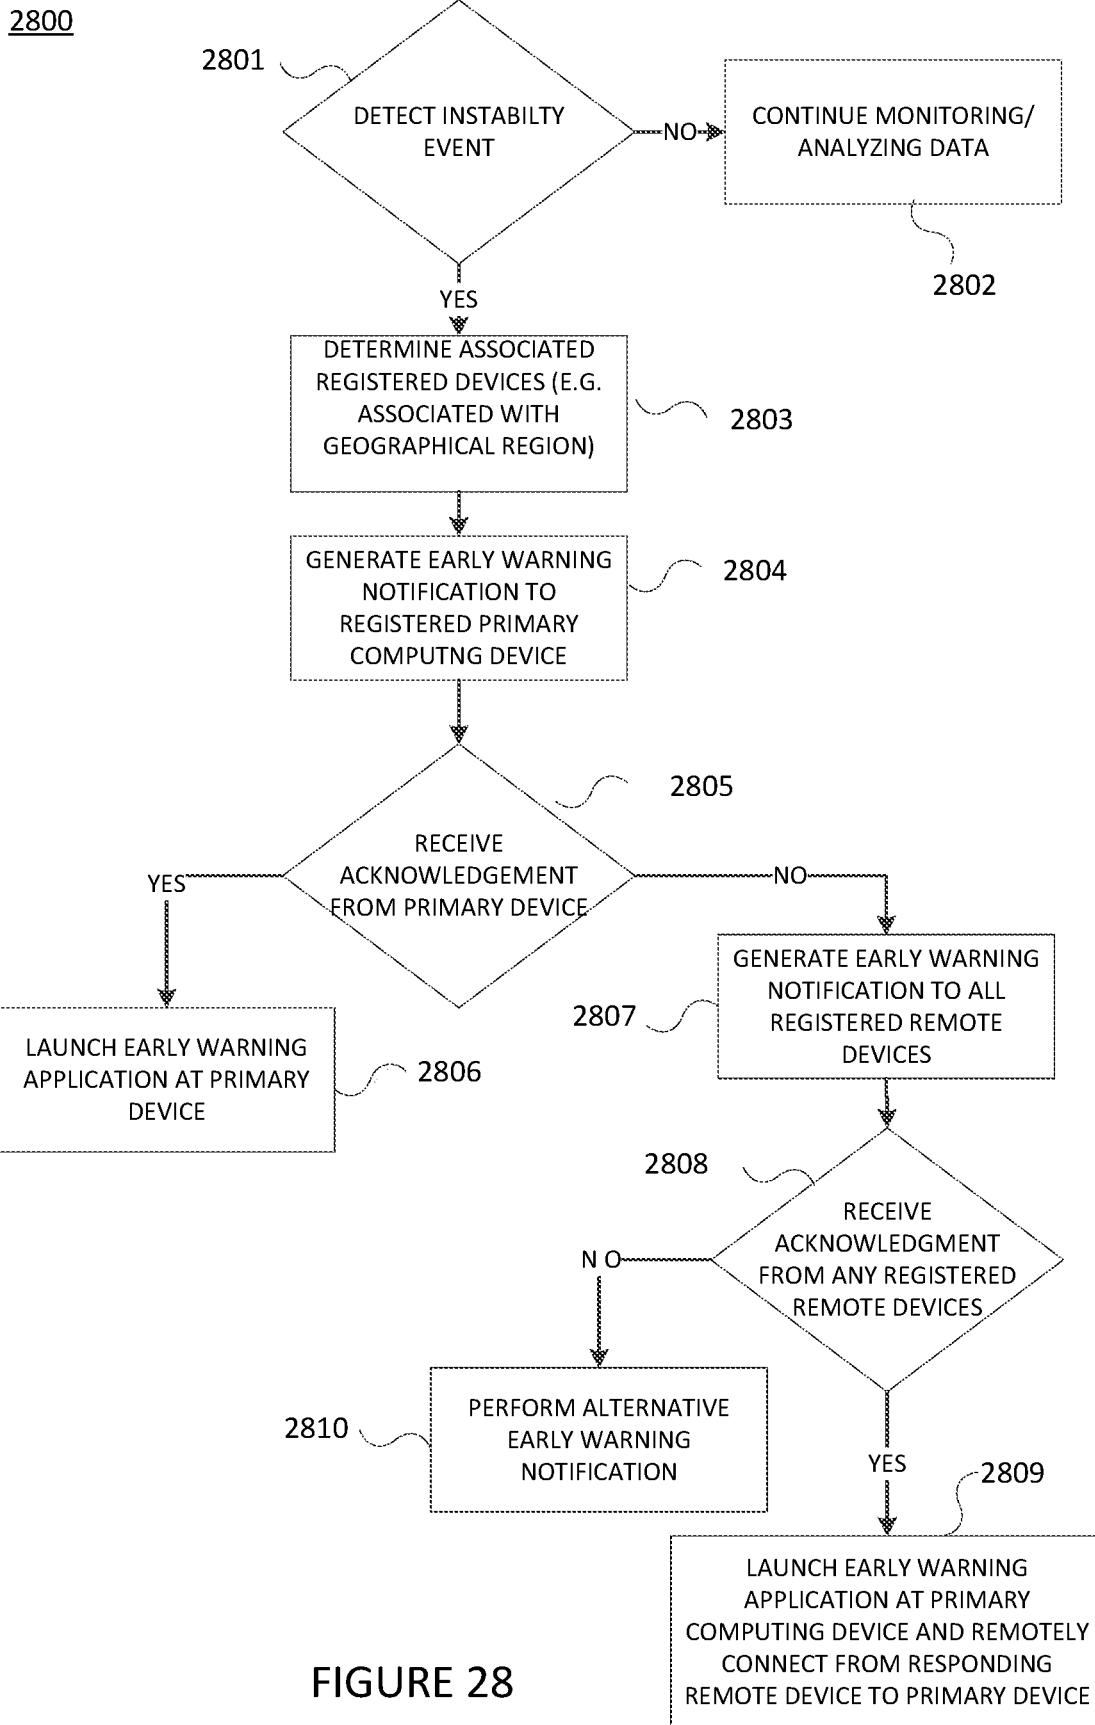 2800
2801
DETECT INSTABILTY
EVENT
NO
CONTINUE MONITORING/
ANALYZING DATA
2802
YES
DETERMINE ASSOCIATED
REGISTERED DEVICES (E.G.
ASSOCIATED WITH
GEOGRAPHICAL REGION)
2803
GENERATE EARLY WARNING
NOTIFICATION TO
REGISTERED PRIMARY
COMPUTNG DEVICE
2804
2805
RECEIVE
ACKNOWLEDGEMENT
FROM PRIMARY DEVICE
YES
NO
LAUNCH EARLY WARNING
APPLICATION AT PRIMARY
DEVICE
2806
GENERATE EARLY WARNING
NOTIFICATION TO ALL
REGISTERED REMOTE
DEVICES
2807
2808
RECEIVE
ACKNOWLEDGMENT
FROM ANY REGISTERED
REMOTE DEVICES
N O
PERFORM ALTERNATIVE
EARLY WARNING
NOTIFICATION
2810
YES
2809
LAUNCH EARLY WARNING
APPLICATION AT PRIMARY
COMPUTING DEVICE AND REMOTELY
CONNECT FROM RESPONDING
REMOTE DEVICE TO PRIMARY DEVICE
FIGURE 28